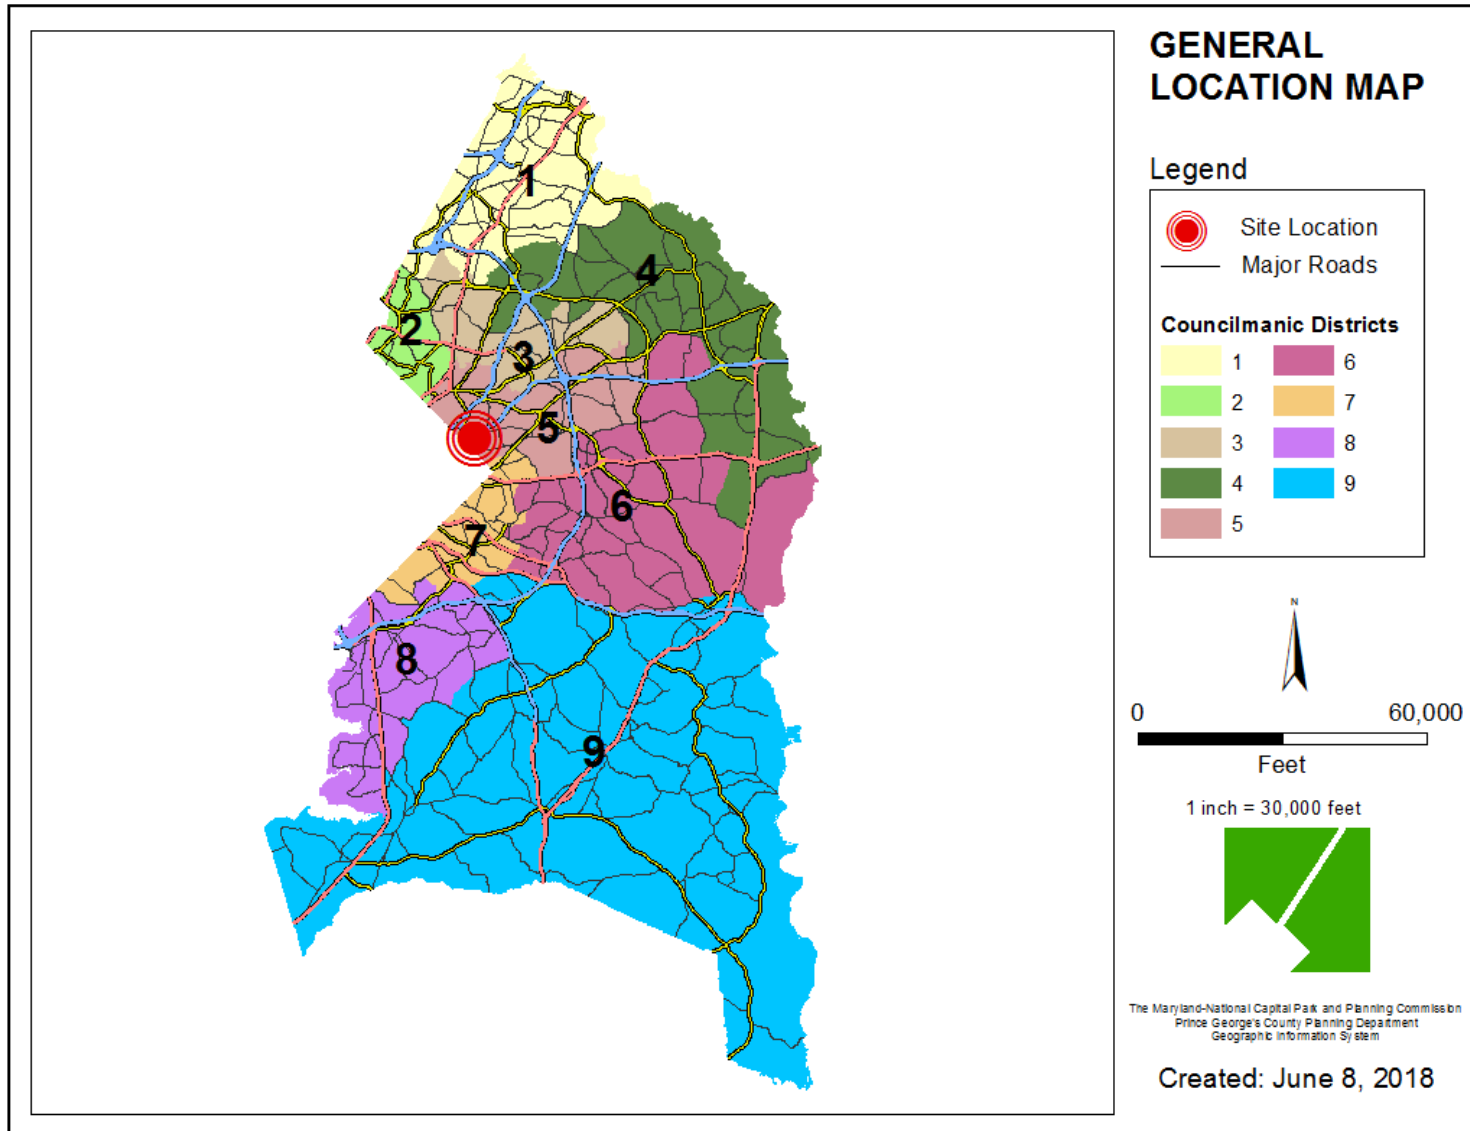 GENERAL
LOCATION MAP
Legend
Site Location
Major Roads
Councilmanic Districts
1
6
2
7
3
8
4
9
5
1
4
2
3
5
6
7
8
9
N
0
60,000
Feet
1 inch = 30,000 feet
The Maryland-National Capital Park and Planning Commission
Prince George's County Planning Department
Geographic Information System
Created: June 8, 2018